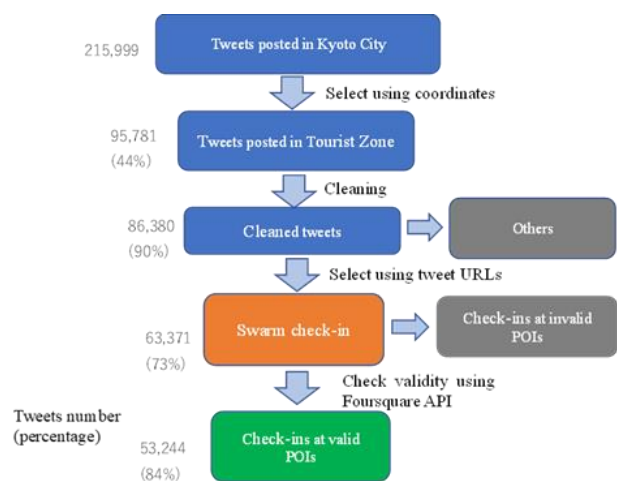 Tweets posted in Kyoto City
215,999
Select using coordinates
95,781
(44%)
Tweets posted in Tourist Zone
Cleaning
86,380
(90%)
Cleaned tweets
Others
Select using tweet URLs
63,371
(73%)
Swarm check-in
Check-ins at invalid
POIs
Check validity using
Foursquare API
Tweets number
(percentage)
53,244
(84%)
Check-ins at valid
POIs